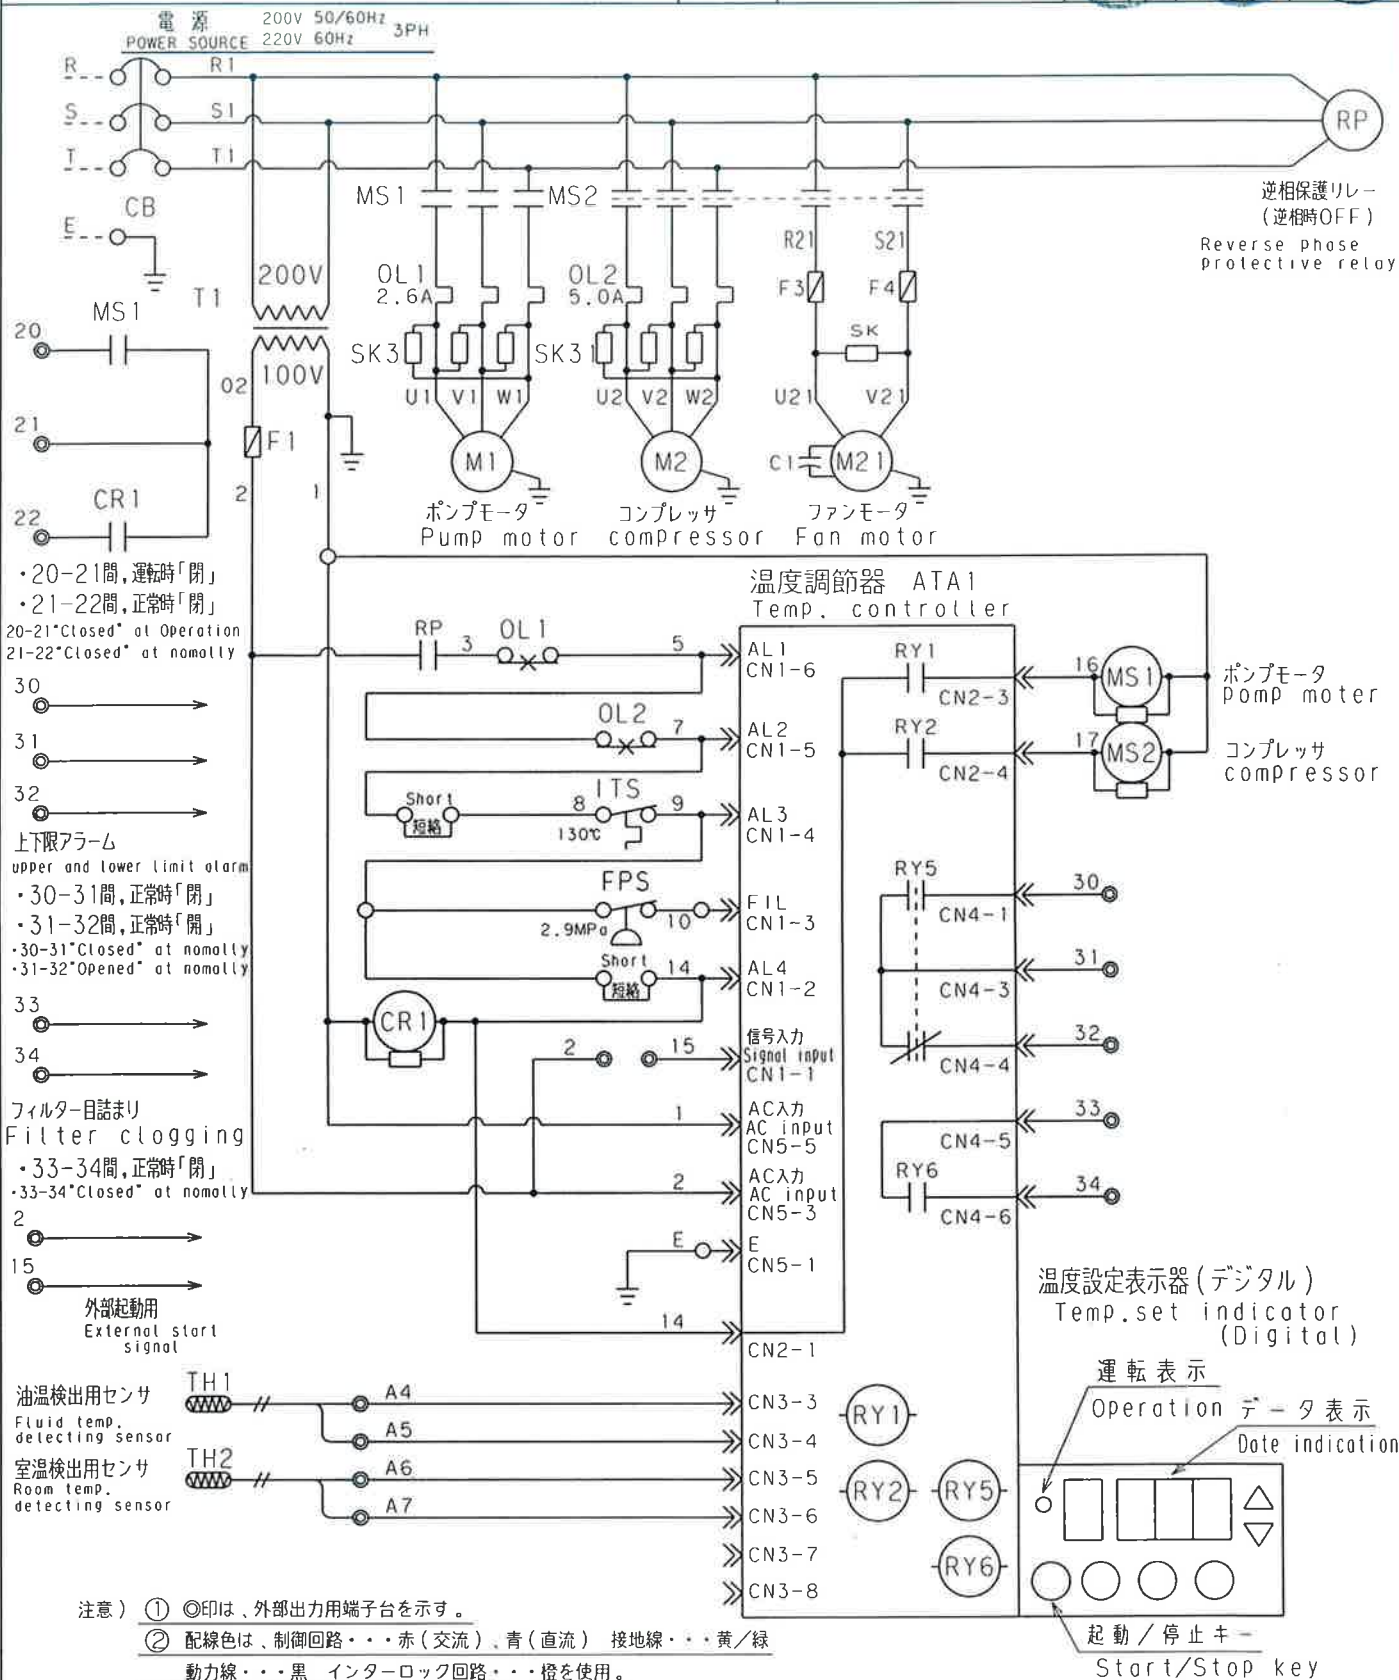 電 源 200V 50/60Hz 3PH
POWER SOURCE 220V 60Hz
R R1
S S1
T T1
RP
CB
E
逆相保護リレー
(逆相時OFF)
Reverse phase
protective relay
MS1 MS2
R21 S21
OL1
2.6A
OL2
5.0A
F3 F4
SK
SK3 SK31
T1
200V
100V
02
F1
2 1
U1 V1 W1
U2 V2 W2
U21 V21
M1
M2
C1 M21
ポンプモータ
Pump motor
コンプレッサ
compressor
ファンモータ
Fan motor
MS1
20
21
CR1
22
・20-21間,運転時「閉」
・21-22間,正常時「閉」
20-21"Closed" at Operation
21-22"Closed" at nomally
30
31
32
上下限アラーム
upper and lower limit alarm
・30-31間,正常時「閉」
・31-32間,正常時「開」
・30-31"Closed" at nomally
・31-32"Opened" at nomally
33
34
フィルター目詰まり
Filter clogging
・33-34間,正常時「閉」
・33-34"Closed" at nomally
2
15
外部起動用
External start
signal
温度調節器 ATA1
Temp. controller
RP 3 OL1 5
AL1
CN1-6
OL2 7
AL2
CN1-5
Short
短絡
8 ITS 9
130℃
AL3
CN1-4
FPS
2.9MPa 10
FIL
CN1-3
Short
短絡
14
AL4
CN1-2
CR1
2 15
信号入力
Signal input
CN1-1
1
AC入力
AC input
CN5-5
2
AC入力
AC input
CN5-3
E
E
CN5-1
14
CN2-1
RY1
CN2-3
16 MS1
ポンプモータ
pomp moter
RY2
CN2-4
17 MS2
コンプレッサ
compressor
RY5
30
CN4-1
31
CN4-3
32
CN4-4
33
CN4-5
RY6
34
CN4-6
油温検出用センサ
Fluid temp.
detecting sensor
TH1
A4
CN3-3
A5
CN3-4
室温検出用センサ
Room temp.
detecting sensor
TH2
A6
CN3-5
A7
CN3-6
CN3-7
CN3-8
RY1
RY2 RY5
RY6
温度設定表示器(デジタル)
Temp.set indicator
(Digital)
運転表示
Operation
データ表示
Date indication
起動/停止キー
Start/Stop key
注意) ① ◎印は、外部出力用端子台を示す。
② 配線色は、制御回路・・・赤(交流)、青(直流) 接地線・・・黄/緑
動力線・・・黒 インターロック回路・・・橙を使用。